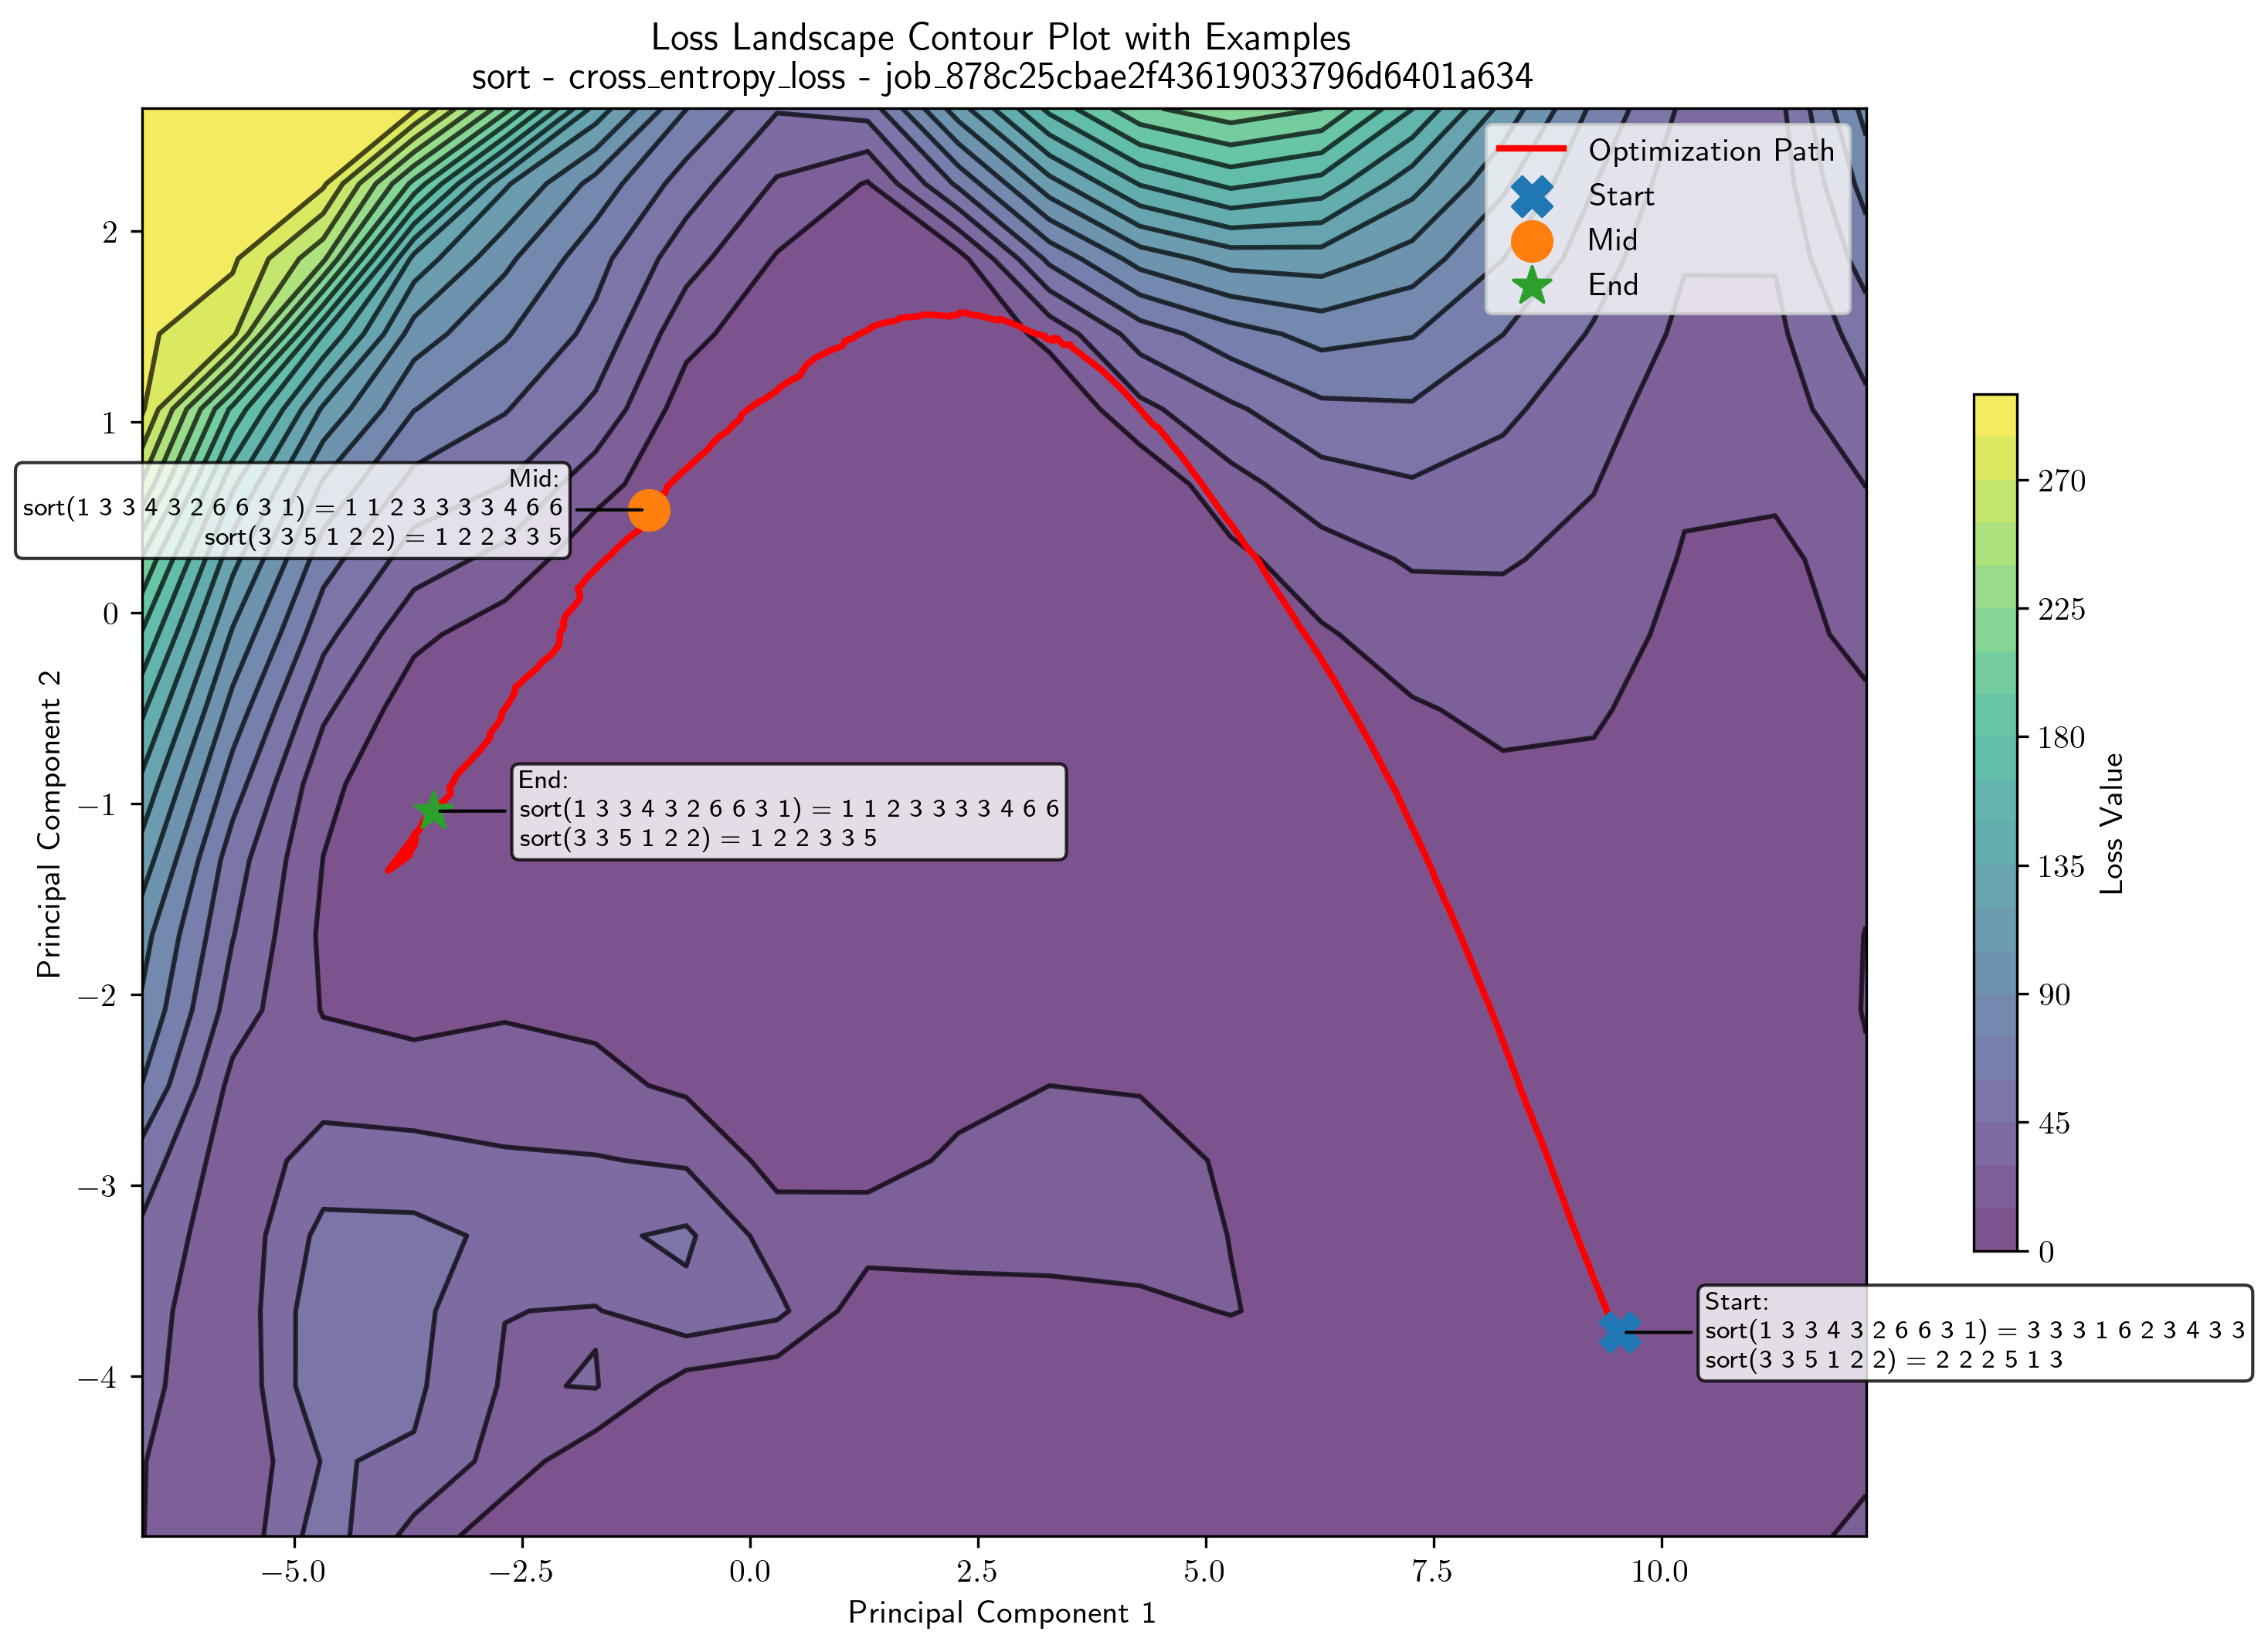 Loss Landscape Contour Plot with Examples
sort - cross_entropy_loss - job_878c25cbae2f43619033796d6401a634
Optimization Path
Start
Mid
End
2
1
0
−1
−2
−3
−4
Principal Component 2
Mid:
sort(1 3 3 4 3 2 6 6 3 1) = 1 1 2 3 3 3 3 4 6 6
sort(3 3 5 1 2 2) = 1 2 2 3 3 5
End:
sort(1 3 3 4 3 2 6 6 3 1) = 1 1 2 3 3 3 3 4 6 6
sort(3 3 5 1 2 2) = 1 2 2 3 3 5
Start:
sort(1 3 3 4 3 2 6 6 3 1) = 3 3 3 1 6 2 3 4 3 3
sort(3 3 5 1 2 2) = 2 2 2 5 1 3
270
225
180
135
90
45
0
Loss Value
−5.0 −2.5 0.0 2.5 5.0 7.5 10.0
Principal Component 1